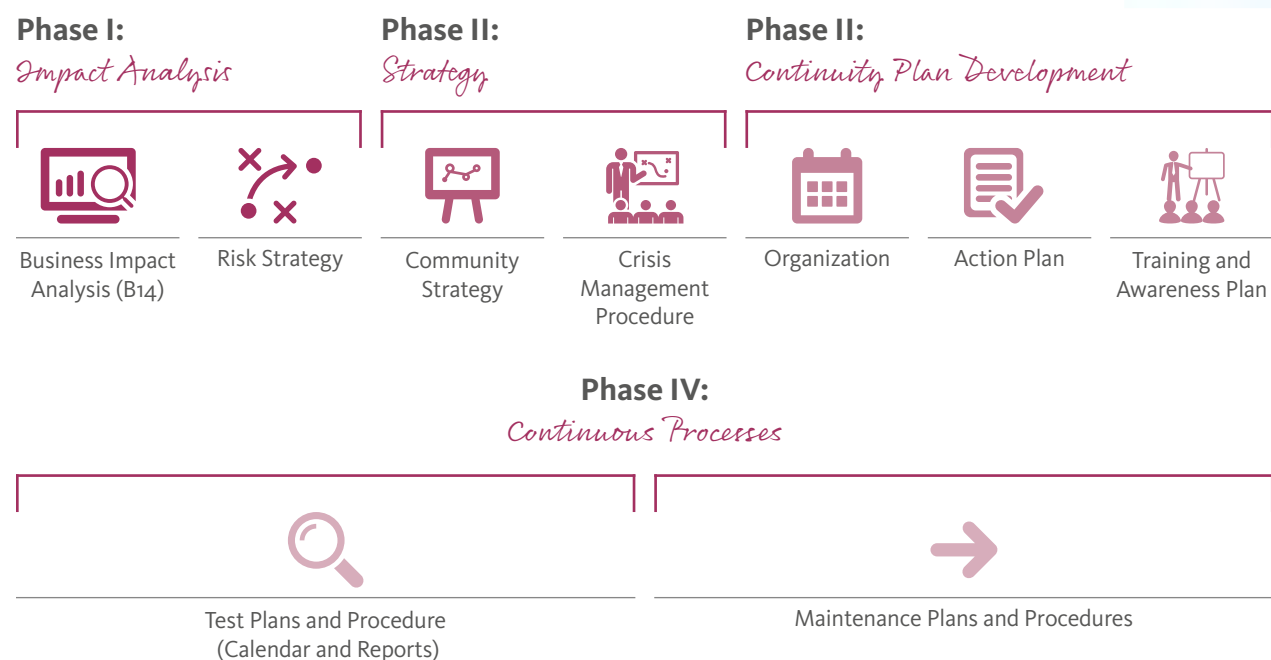 Phase I:
Impact Analysis
Phase II:
Strategy
Phase II:
Continuity Plan Development
Business Impact
Analysis (B14)
Risk Strategy
Community
Strategy
Crisis
Management
Procedure
Organization
Action Plan
Training and
Awareness Plan
Phase IV:
Continuous Processes
Test Plans and Procedure
(Calendar and Reports)
Maintenance Plans and Procedures